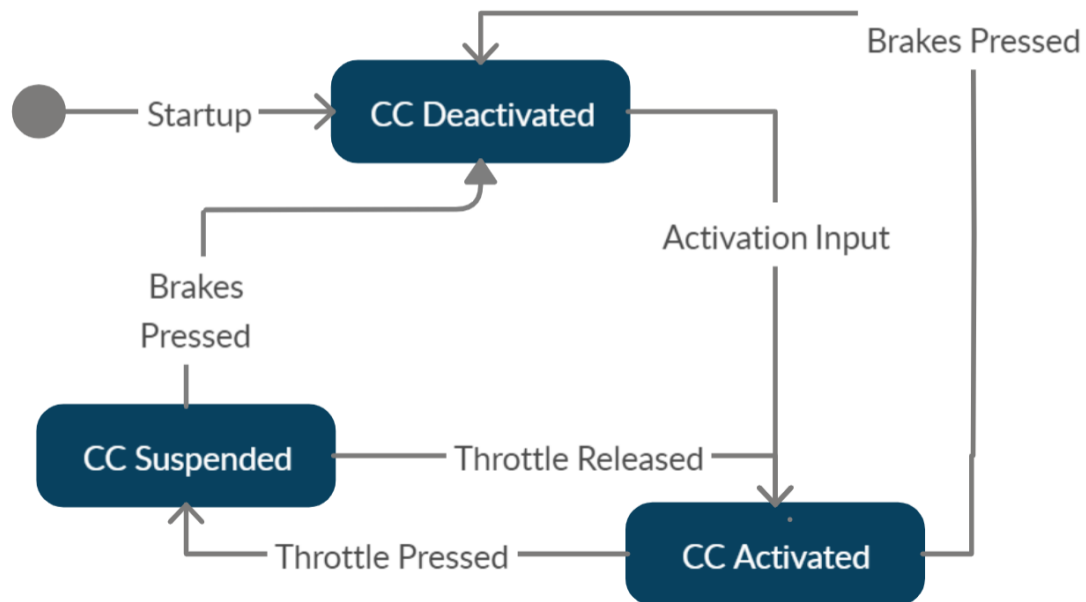 Brakes Pressed
Startup
CC Deactivated
Activation Input
Brakes
Pressed
CC Suspended
Throttle Released
Throttle Pressed
CC Activated